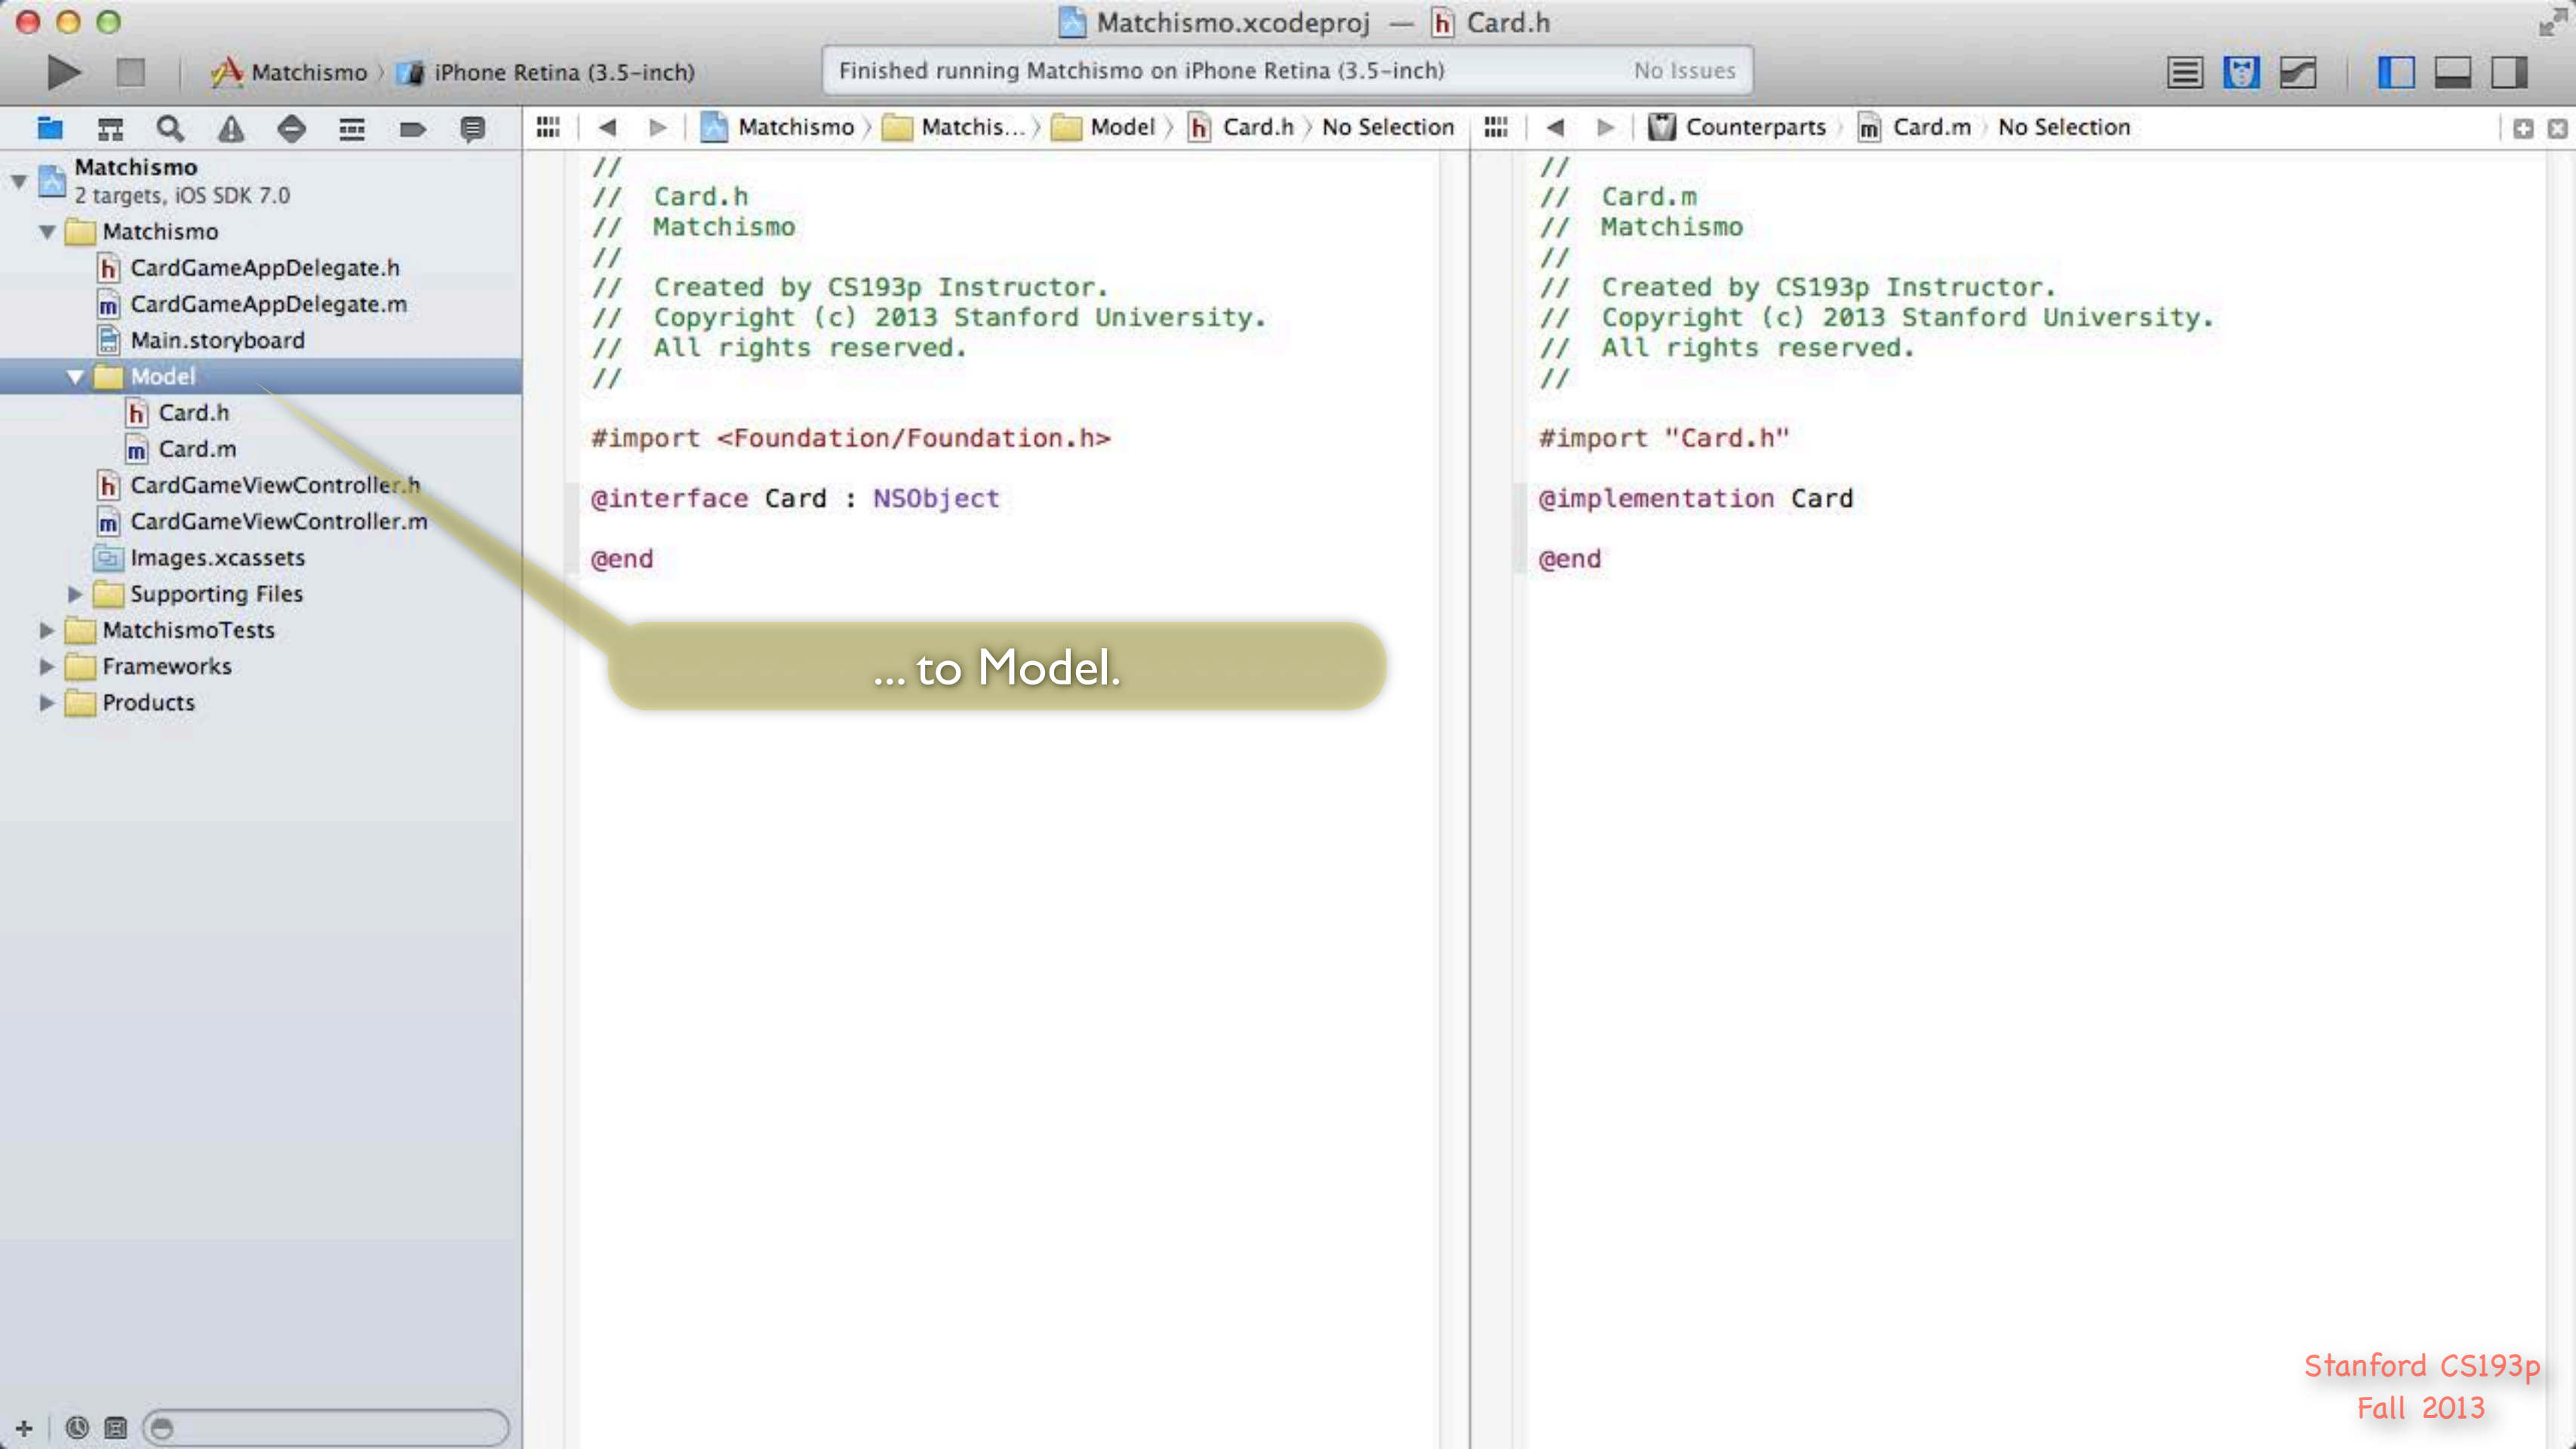 Matchismo.xcodeproj — h Card.h
Matchismo iPhone Retina (3.5-inch)
Finished running Matchismo on iPhone Retina (3.5-inch) No Issues
Matchismo Matchis... Model h Card.h No Selection
Counterparts m Card.m No Selection
Matchismo
2 targets, iOS SDK 7.0
Matchismo
h CardGameAppDelegate.h
m CardGameAppDelegate.m
Main.storyboard
Model
h Card.h
m Card.m
h CardGameViewController.h
m CardGameViewController.m
Images.xcassets
Supporting Files
MatchismoTests
Frameworks
Products
//
// Card.h
// Matchismo
//
// Created by CS193p Instructor.
// Copyright (c) 2013 Stanford University.
// All rights reserved.
//
#import <Foundation/Foundation.h>
@interface Card : NSObject
@end
... to Model.
//
// Card.m
// Matchismo
//
// Created by CS193p Instructor.
// Copyright (c) 2013 Stanford University.
// All rights reserved.
//
#import "Card.h"
@implementation Card
@end
Stanford CS193p
Fall 2013